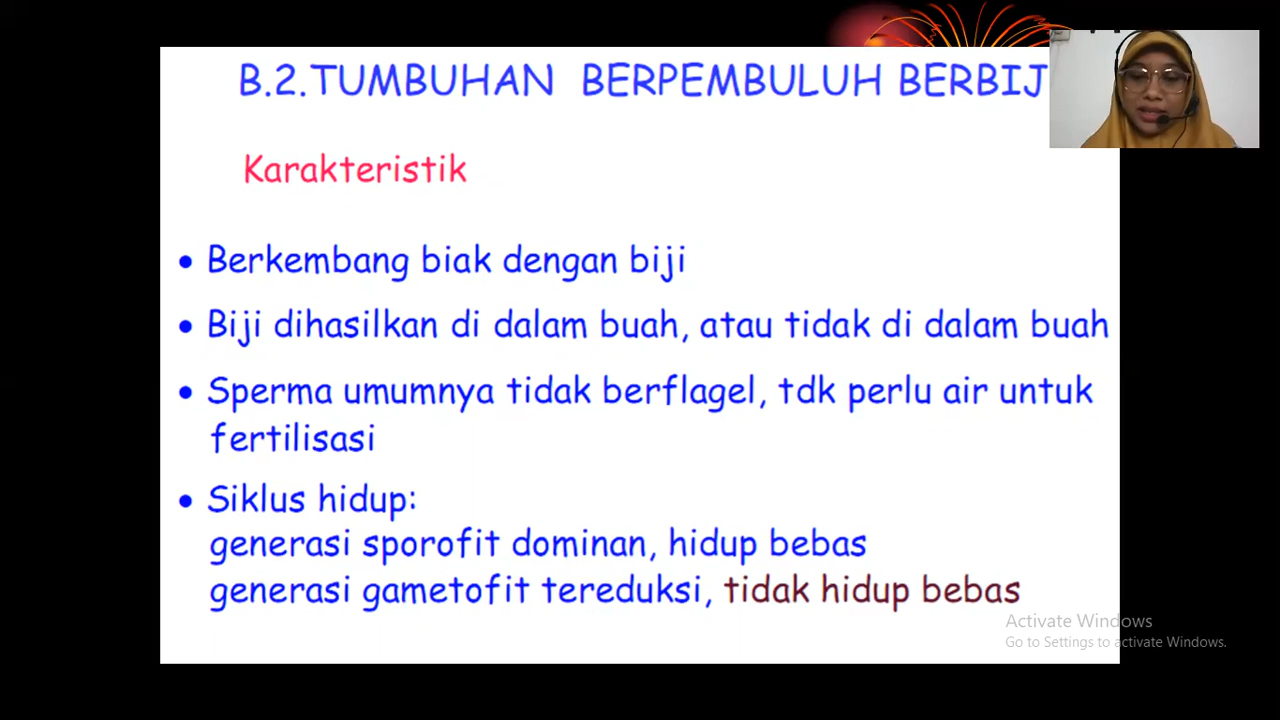 B.2.TUMBUHAN BERPEMBULUH BERBIJ
Karakteristik
• Berkembang biak dengan biji
• Biji dihasilkan di dalam buah, atau tidak di dalam buah
• Sperma umumnya tidak berflagel, tdk perlu air untuk
fertilisasi
• Siklus hidup:
generasi sporofit dominan, hidup bebas
generasi gametofit tereduksi, tidak hidup bebas
Activate Windows
Go to Settings to activate Windows.